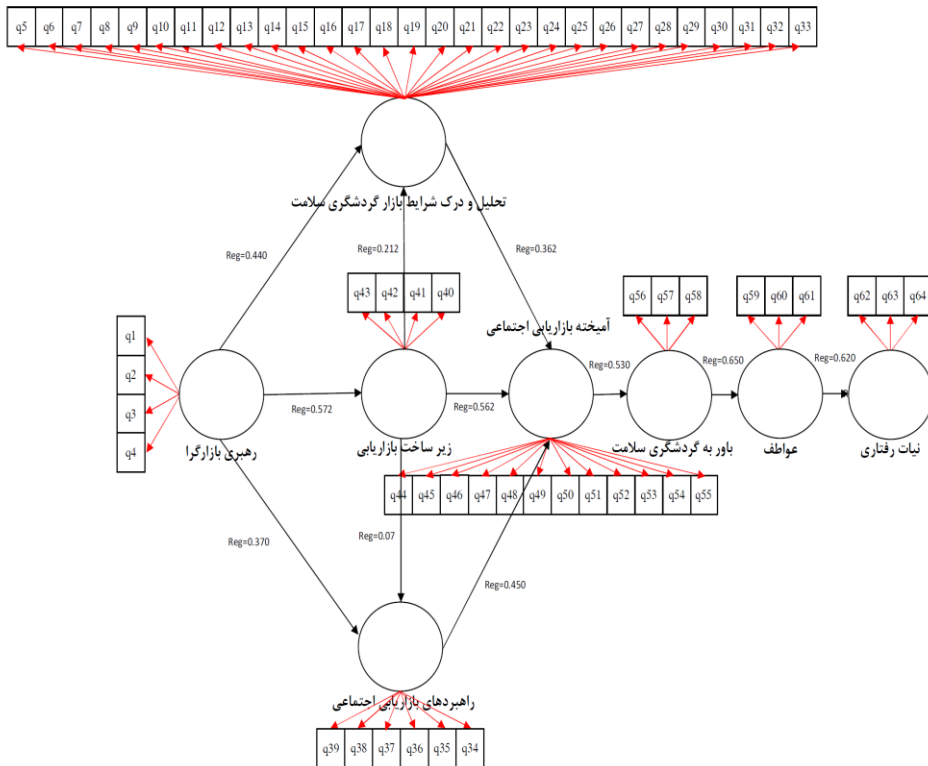 q5 q6 q7 q8 q9 q10 q11 q12 q13 q14 q15 q16 q17 q18 q19 q20 q21 q22 q23 q24 q25 q26 q27 q28 q29 q30 q31 q32 q33
تحلیل و درک شرایط بازار گردشگری سلامت
Reg=0.440
Reg=0.212
Reg=0.362
q43 q42 q41 q40
q56 q57 q58
q59 q60 q61
q62 q63 q64
آمیخته بازاریابی اجتماعی
q1
q2
q3
q4
Reg=0.572
Reg=0.562
Reg=0.530
Reg=0.650
Reg=0.620
رهبری بازارگرا
زیر ساخت بازاریابی
باور به گردشگری سلامت
عواطف
نیات رفتاری
q44 q45 q46 q47 q48 q49 q50 q51 q52 q53 q54 q55
Reg=0.370
Reg=0.07
Reg=0.450
راهبردهای بازاریابی اجتماعی
q39 q38 q37 q36 q35 q34